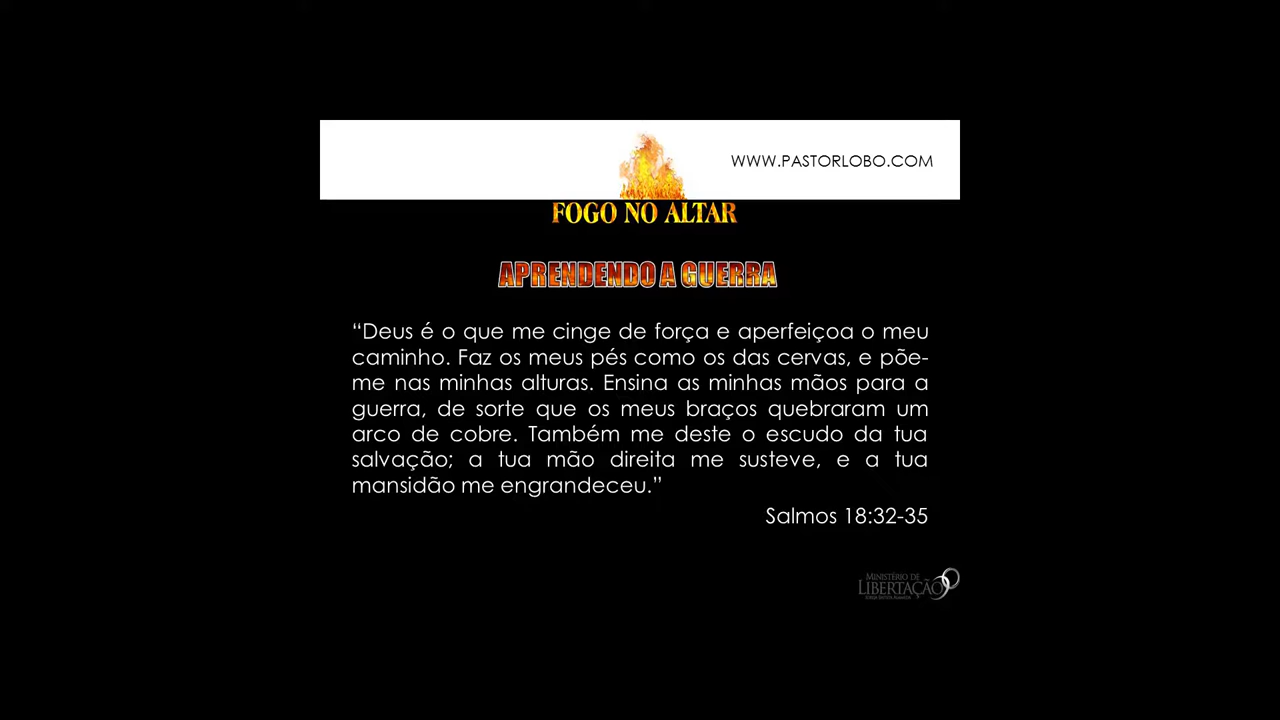 WWW.PASTORLOBO.COM
FOGO NO ALTAR
APRENDENDO A GUERRA
“Deus é o que me cinge de força e aperfeiçoa o meu
caminho. Faz os meus pés como os das cervas, e põe-
me nas minhas alturas. Ensina as minhas mãos para a
guerra, de sorte que os meus braços quebraram um
arco de cobre. Também me deste o escudo da tua
salvação; a tua mão direita me susteve, e a tua
mansidão me engrandeceu.”
Salmos 18:32-35
MINISTÉRIO DE
LIBERTAÇÃO